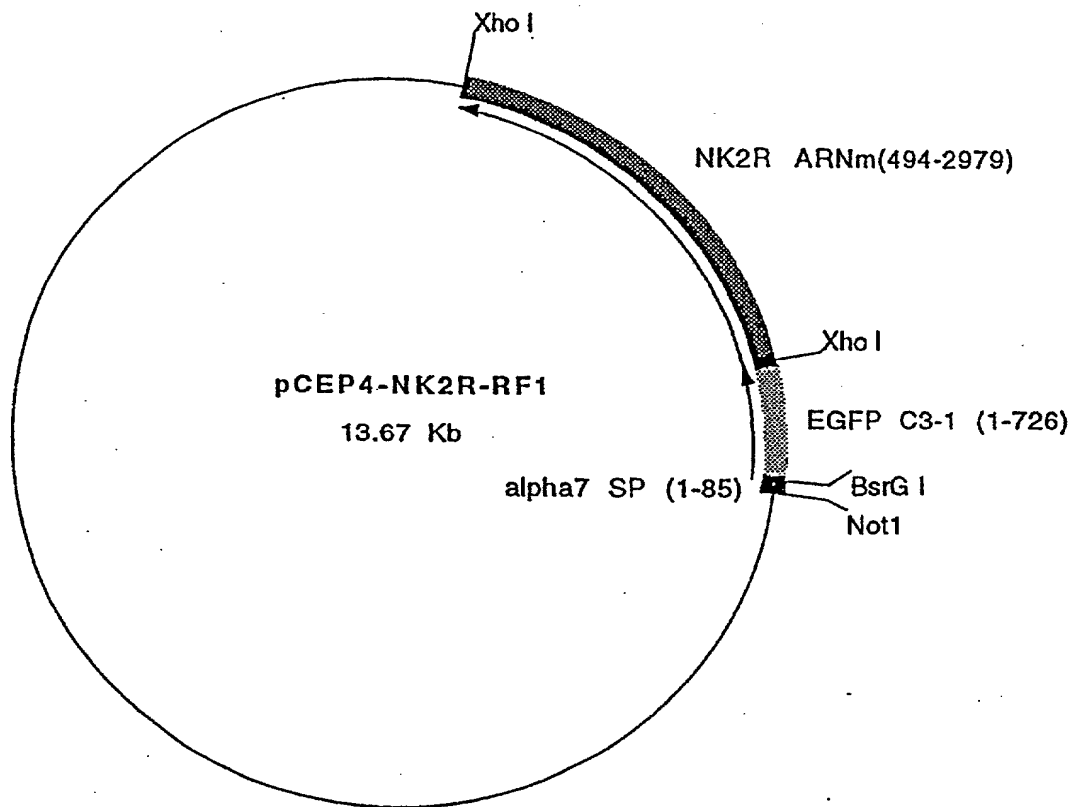 Xho I
NK2R ARNm(494-2979)
Xho I
pCEP4-NK2R-RF1
13.67 Kb
EGFP C3-1 (1-726)
alpha7 SP (1-85)
BsrG I
Not1